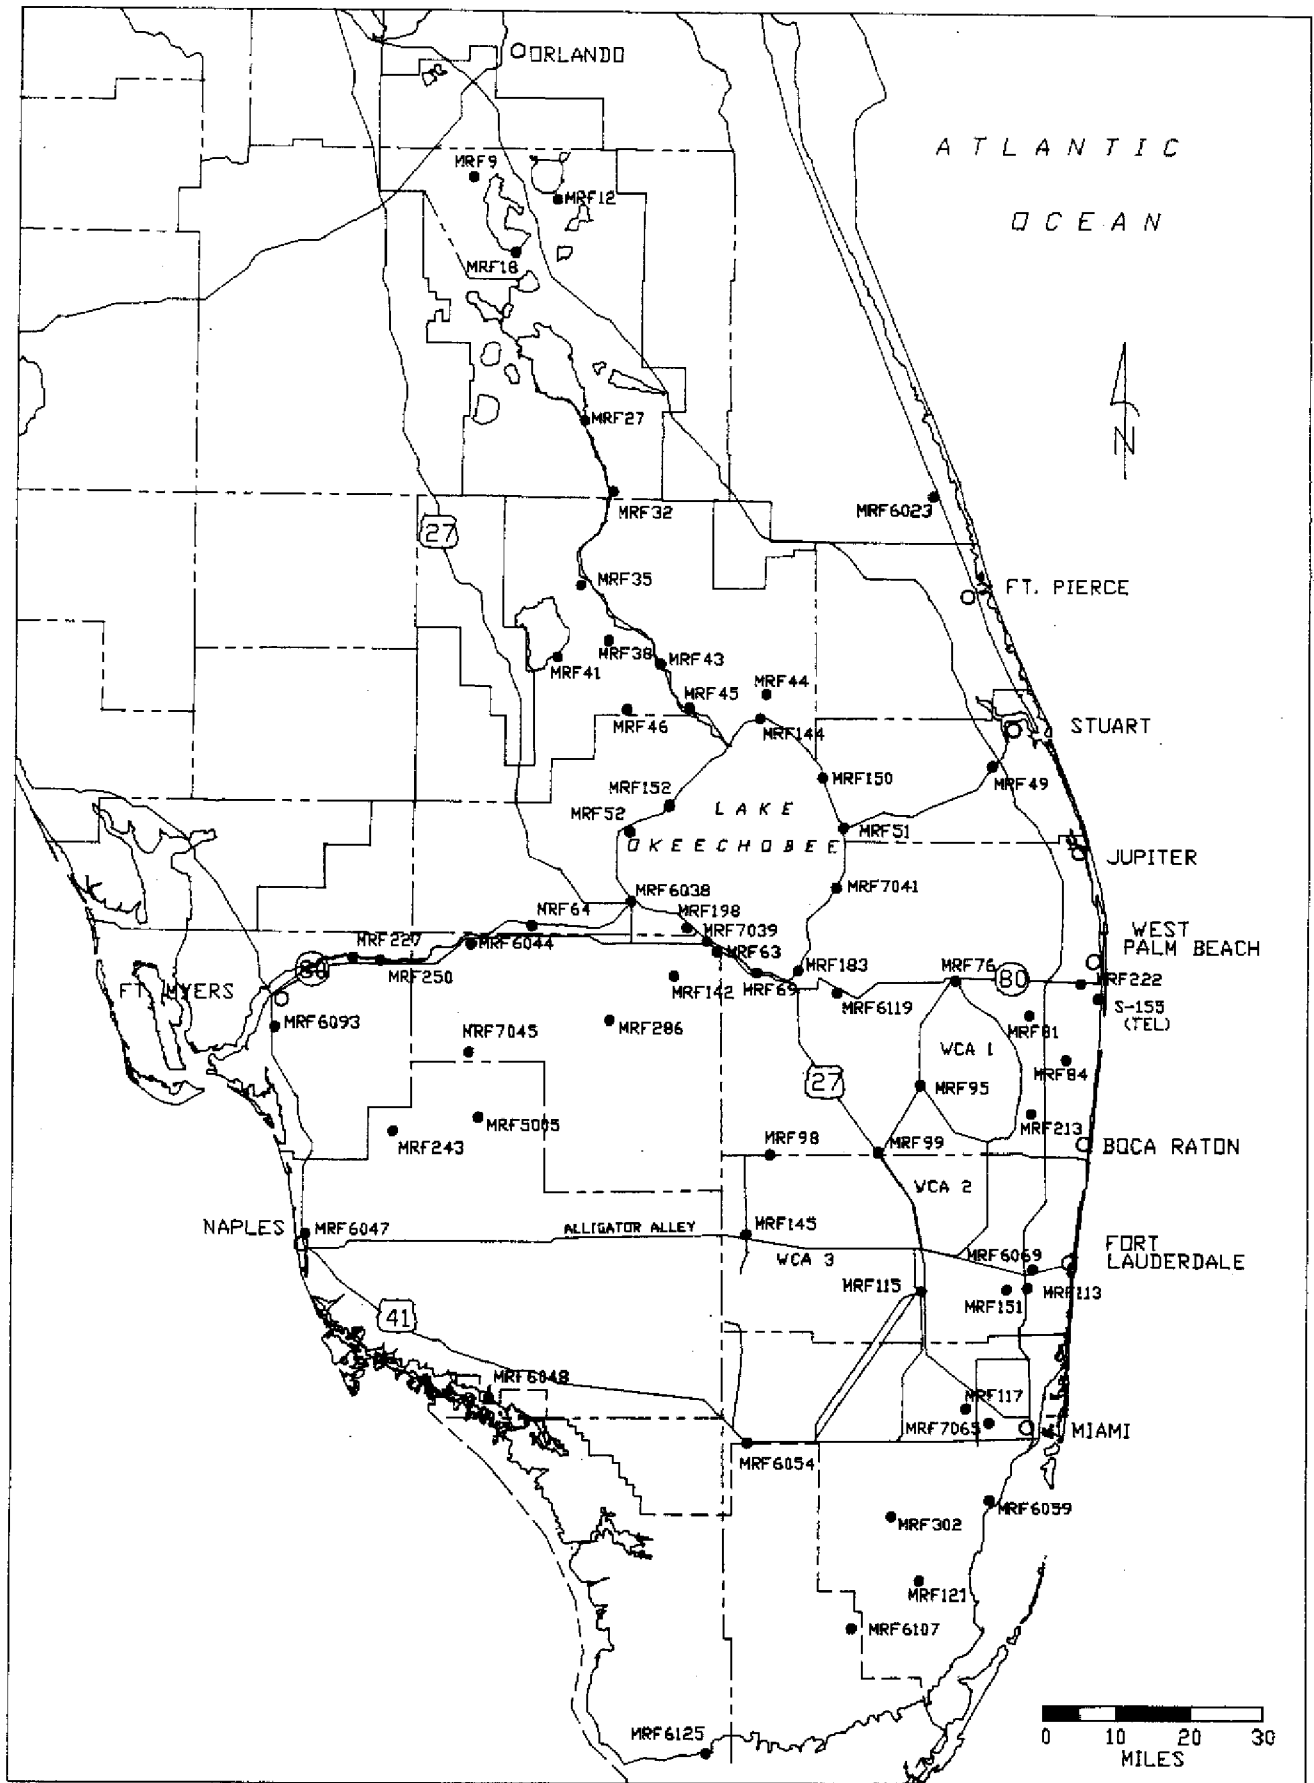 ORLANDO
ATLANTIC
OCEAN
MRF9
MRF12
MRF18
N
MRF27
MRF6023
MRF32
27
MRF35
FT. PIERCE
MRF38
MRF43
MRF41
MRF44
MRF45
MRF46
MRF144
STUART
MRF49
MRF150
MRF152
LAKE
MRF52
MRF51
OKEECHOBEE
JUPITER
MRF7041
MRF6038
MRF64
MRF198
MRF7039
WEST
PALM BEACH
MRF227
MRF6044
MRF63
MRF250
80
MRF183
MRF76
80
MRF222
FT. MYERS
MRF142
MRF69
MRF6119
S-155
(TEL)
MRF6093
MRF286
MRF81
MRF7045
WCA 1
MRF84
27
MRF95
MRF5005
MRF213
MRF243
MRF98
MRF99
BOCA RATON
WCA 2
NAPLES
MRF6047
ALLIGATOR ALLEY
MRF145
WCA 3
MRF6069
FORT
LAUDERDALE
MRF115
MRF151
MRF113
41
MRF6048
MRF117
MRF7065
MIAMI
MRF6054
MRF6059
MRF302
MRF121
MRF6107
MRF6125
0 10 20 30
MILES